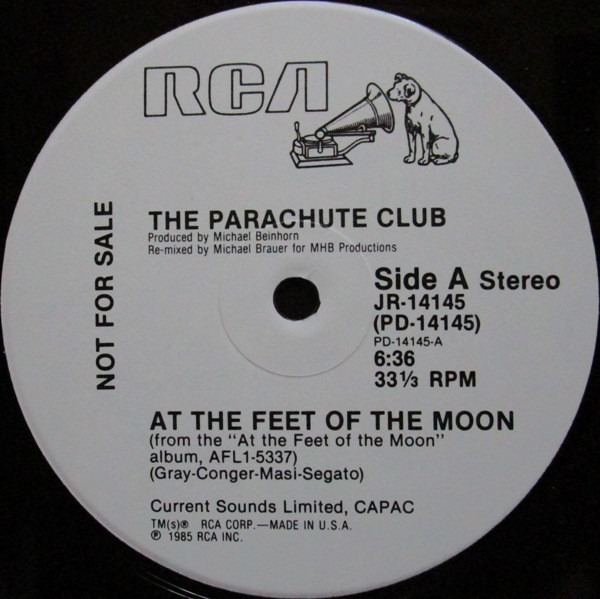 RCA
NOT FOR SALE
THE PARACHUTE CLUB
Produced by Michael Beinhorn
Re-mixed by Michael Brauer for MHB Productions
Side A Stereo
JR-14145
(PD-14145)
PD-14145-A
6:36
33⅓ RPM
AT THE FEET OF THE MOON
(from the "At the Feet of the Moon"
album, AFL1-5337)
(Gray-Conger-Masi-Segato)
Current Sounds Limited, CAPAC
TM(s)® RCA CORP.—MADE IN U.S.A.
℗ 1985 RCA INC.